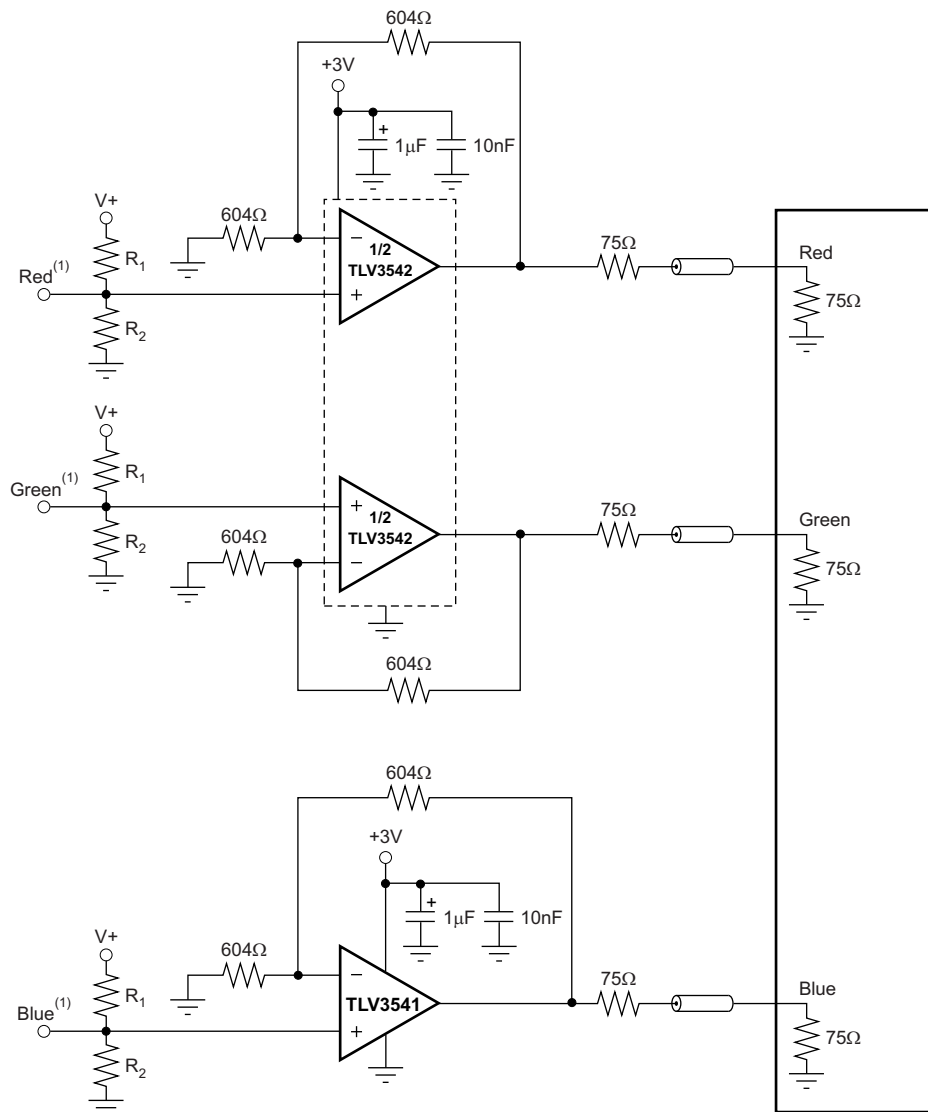 604Ω
+3V
+
1μF
10nF
V+
604Ω
R1
Red(1)
R2
−
+
1/2
TLV3542
75Ω
Red
75Ω
V+
R1
Green(1)
R2
604Ω
+
−
1/2
TLV3542
75Ω
Green
75Ω
604Ω
604Ω
+3V
+
1μF
10nF
V+
604Ω
R1
Blue(1)
R2
−
+
TLV3541
75Ω
Blue
75Ω